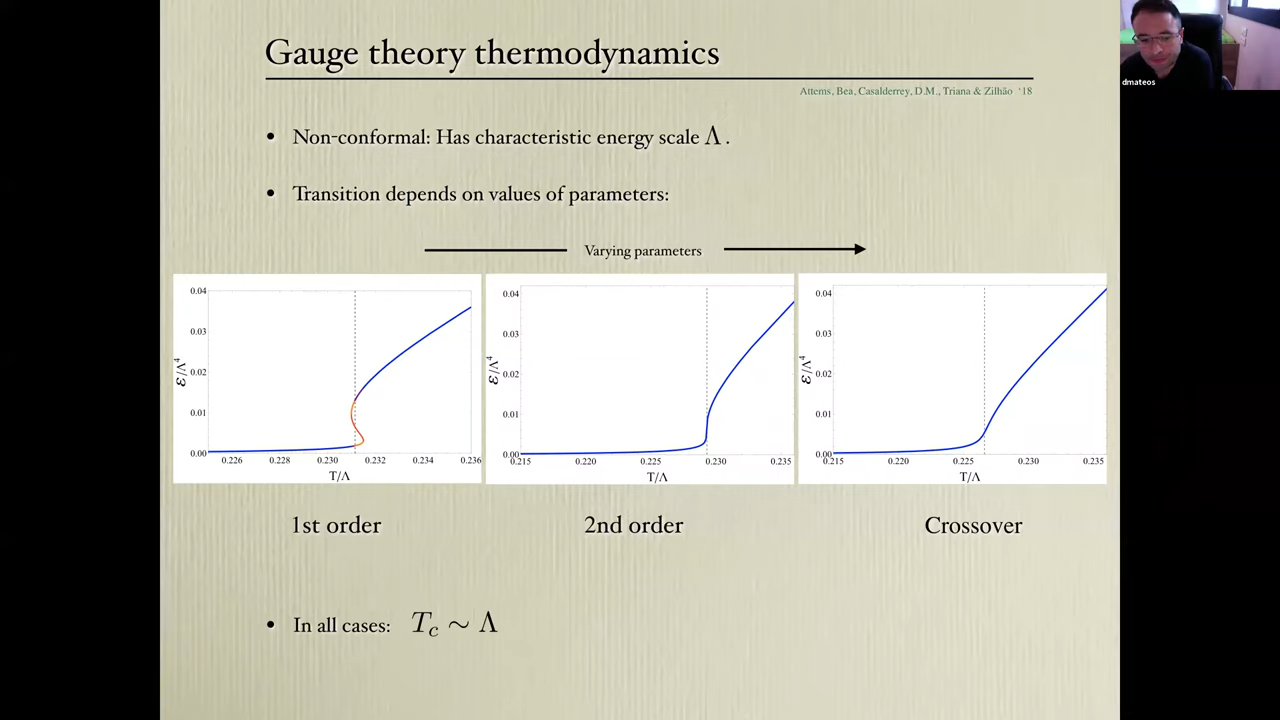 Gauge theory thermodynamics
dmateos
Attems, Bea, Casalderrey, D.M., Triana & Zilhão ‘18
• Non-conformal: Has characteristic energy scale Λ .
• Transition depends on values of parameters:
Varying parameters
0.04
0.03
0.02
0.01
0.00
ℰ/Λ⁴
0.226 0.228 0.230 0.232 0.234 0.236
T/Λ
0.04
0.03
0.02
0.01
0.00
ℰ/Λ⁴
0.215 0.220 0.225 0.230 0.235
T/Λ
0.04
0.03
0.02
0.01
0.00
ℰ/Λ⁴
0.215 0.220 0.225 0.230 0.235
T/Λ
1st order
2nd order
Crossover
• In all cases: T_c ∼ Λ